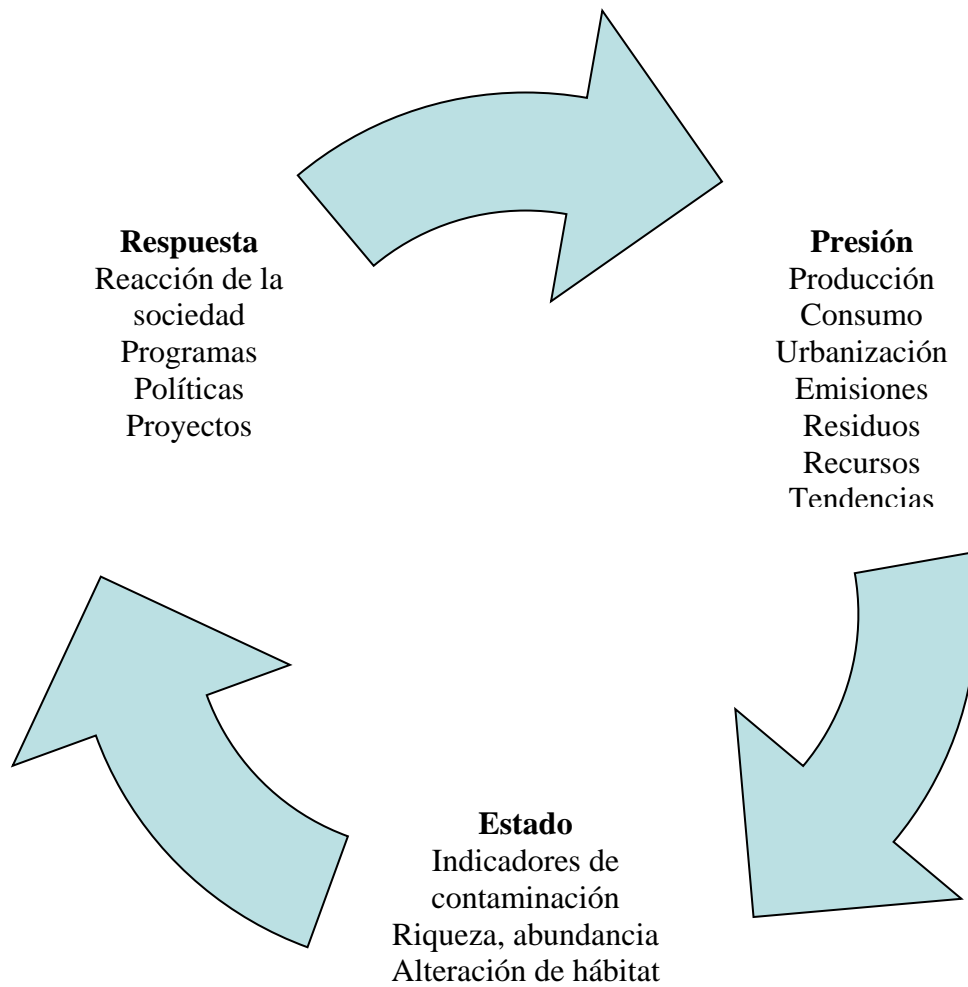 Respuesta
Reacción de la
sociedad
Programas
Políticas
Proyectos
Presión
Producción
Consumo
Urbanización
Emisiones
Residuos
Recursos
Tendencias
Estado
Indicadores de
contaminación
Riqueza, abundancia
Alteración de hábitat